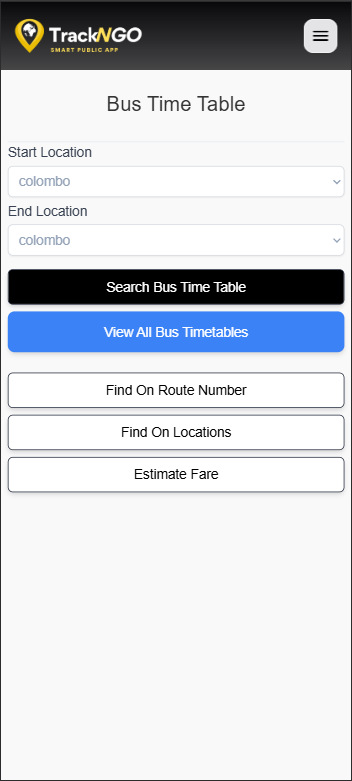 TrackNGO
SMART PUBLIC APP
Bus Time Table
Start Location
colombo
End Location
colombo
Search Bus Time Table
View All Bus Timetables
Find On Route Number
Find On Locations
Estimate Fare